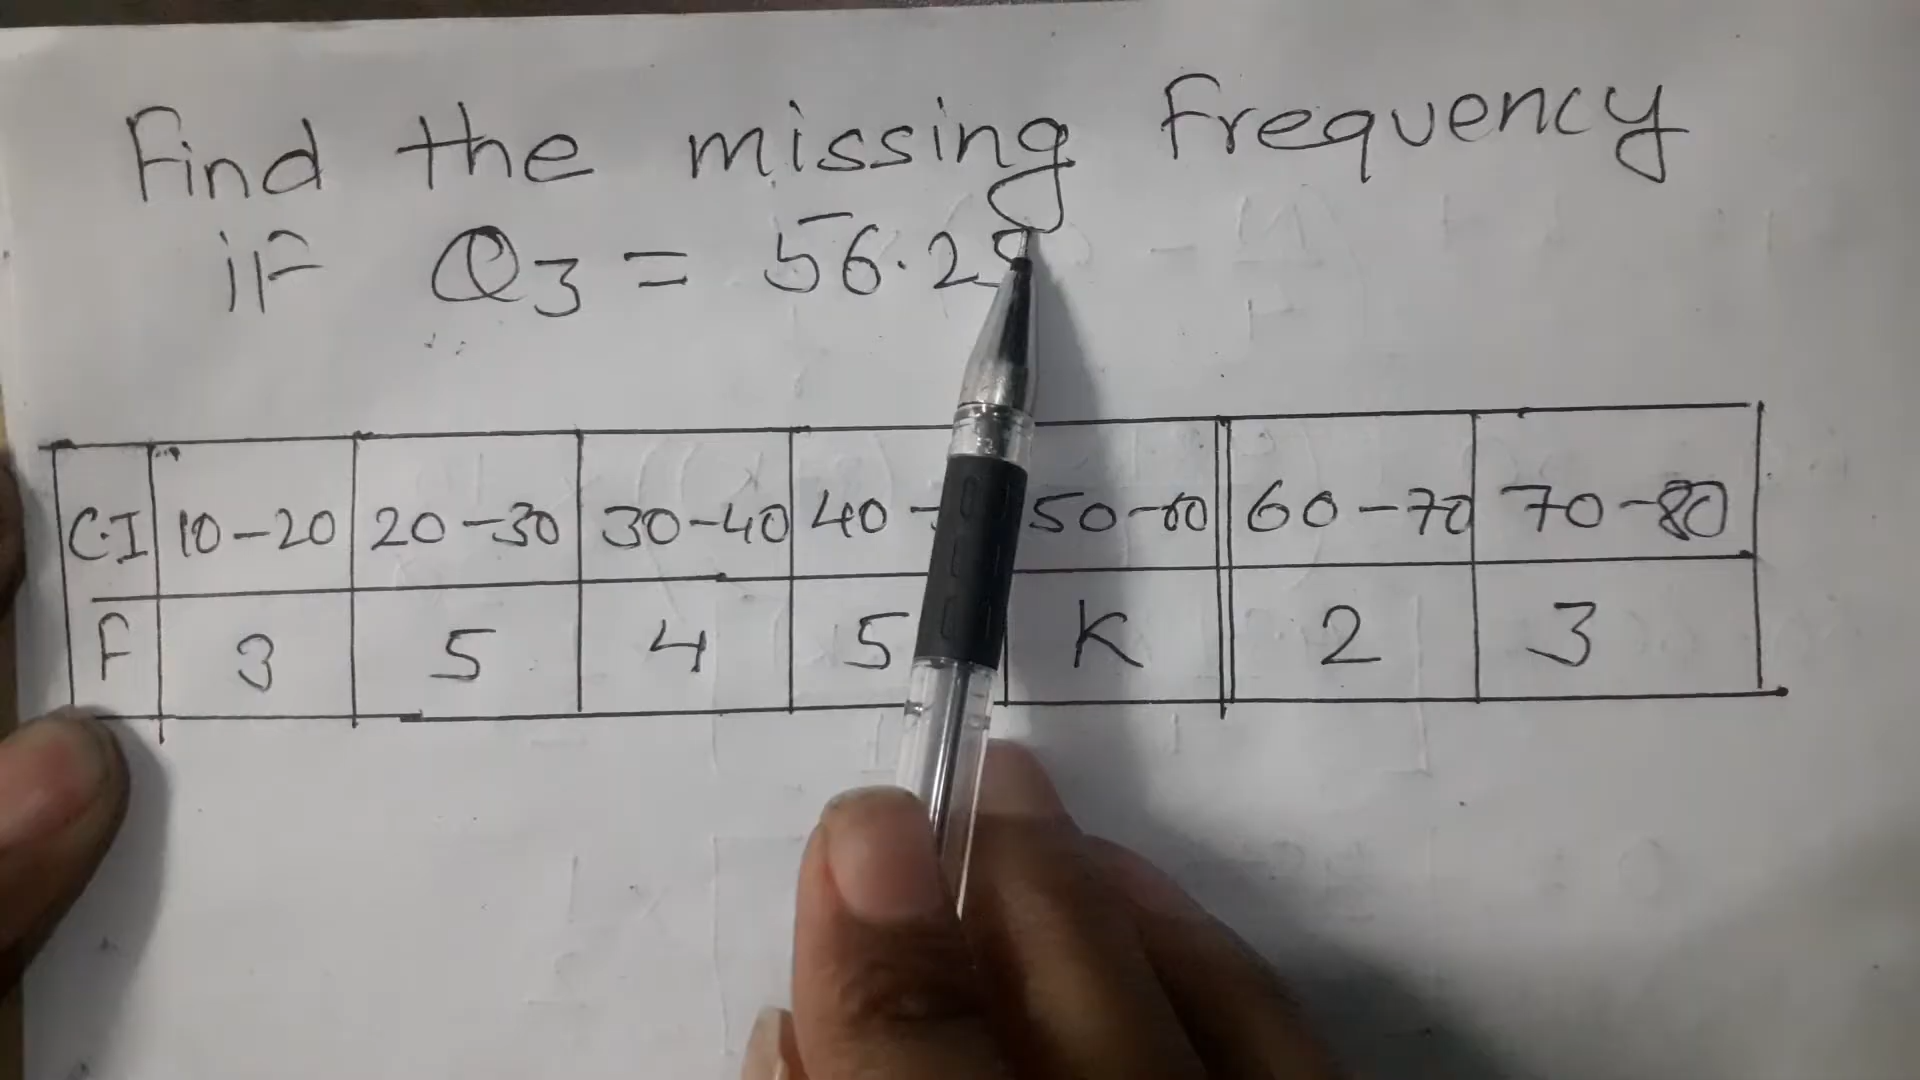 Find the missing Frequency
if Q3 = 56.2
C.I 10-20 20-30 30-40 40 - 50-60 60-70 70-80
F 3 5 4 5 K 2 3